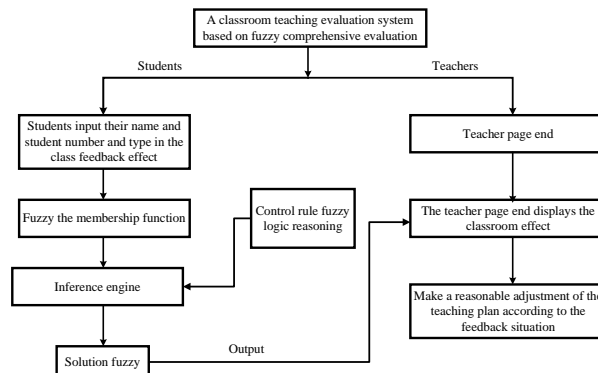 A classroom teaching evaluation system
based on fuzzy comprehensive evaluation
Students
Teachers
Students input their name and
student number and type in the
class feedback effect
Teacher page end
Fuzzy the membership function
Control rule fuzzy
logic reasoning
The teacher page end displays the
classroom effect
Inference engine
Make a reasonable adjustment of the
teaching plan according to the
feedback situation
Solution fuzzy
Output